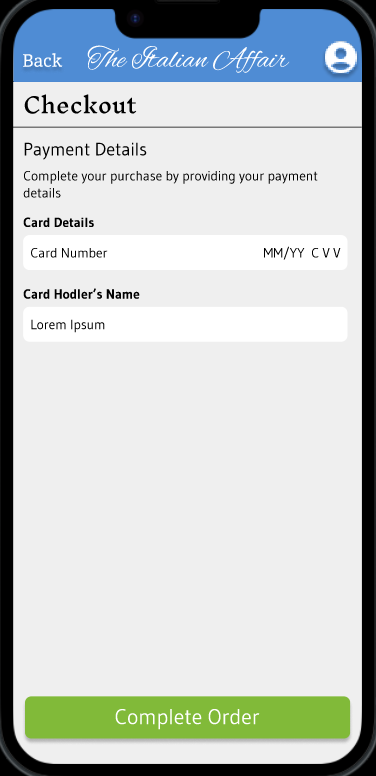 Back The Italian Affair
Checkout
Payment Details
Complete your purchase by providing your payment
details
Card Details
Card Number MM/YY CVV
Card Hodler's Name
Lorem Ipsum
Complete Order